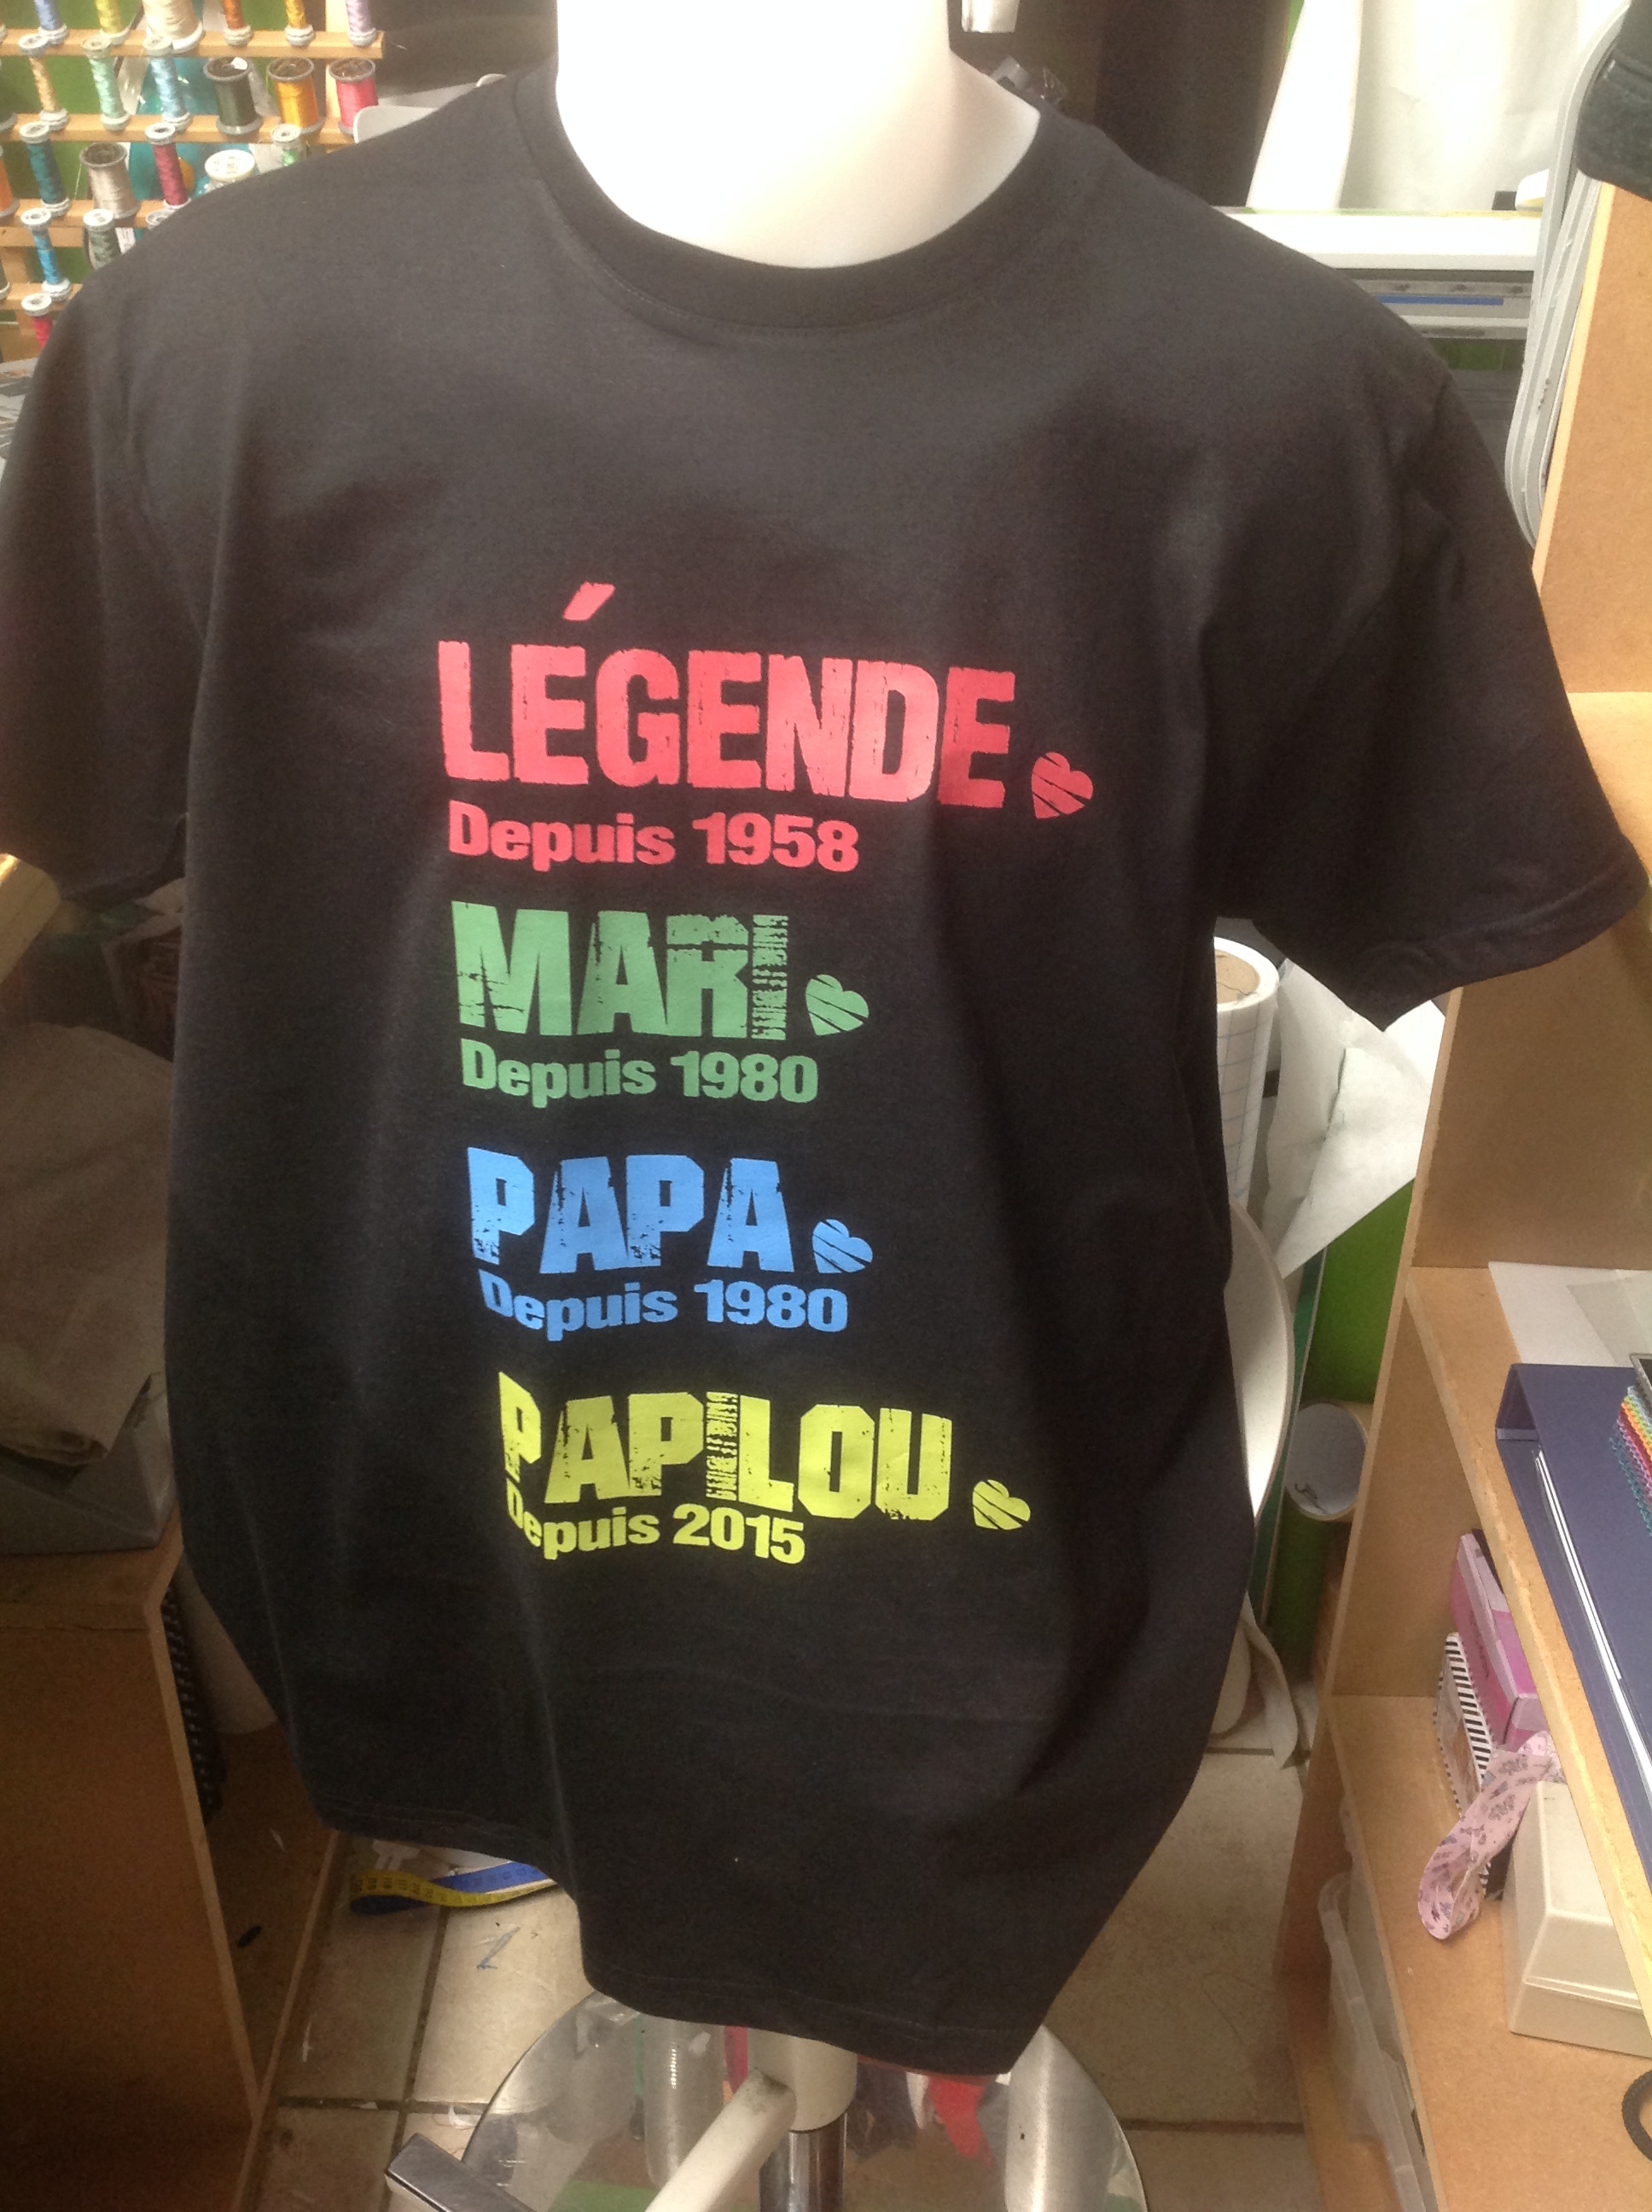 LÉGENDE
Depuis 1958
MARI
Depuis 1980
PAPA
Depuis 1980
PAPILOU
Depuis 2015